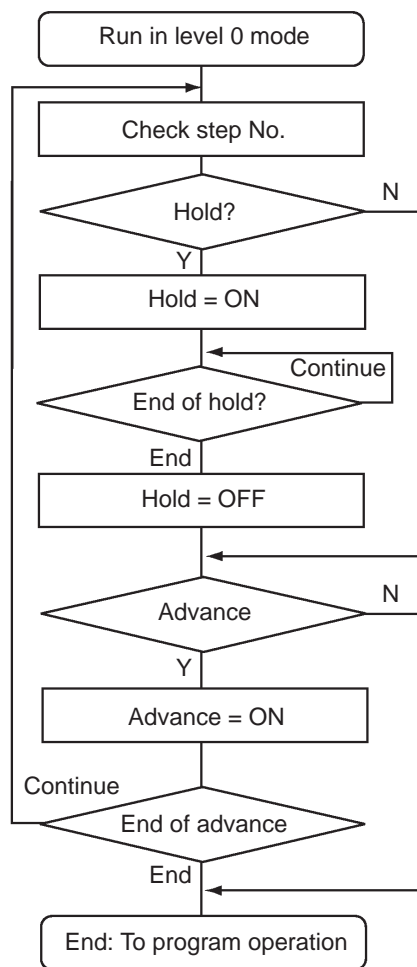 Run in level 0 mode
Check step No.
Hold?
N
Y
Hold = ON
Continue
End of hold?
End
Hold = OFF
Advance
N
Y
Advance = ON
Continue
End of advance
End
End: To program operation